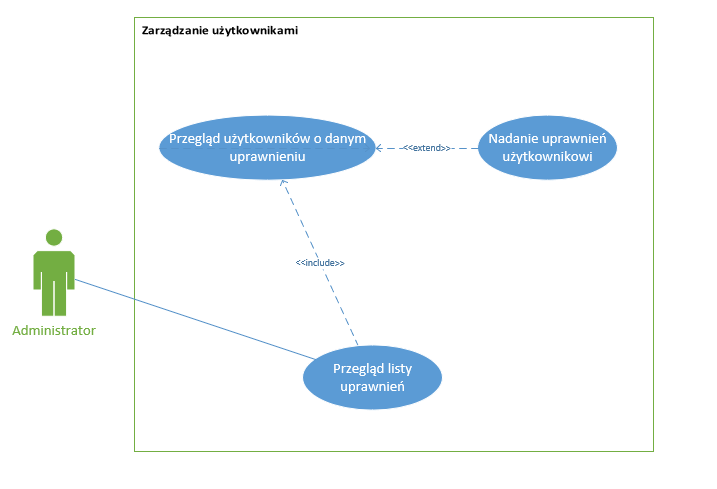 Zarządzanie użytkownikami
Przegląd użytkowników o danym
uprawnieniu
<<extend>>
Nadanie uprawnień
użytkownikowi
<<include>>
Administrator
Przegląd listy
uprawnień